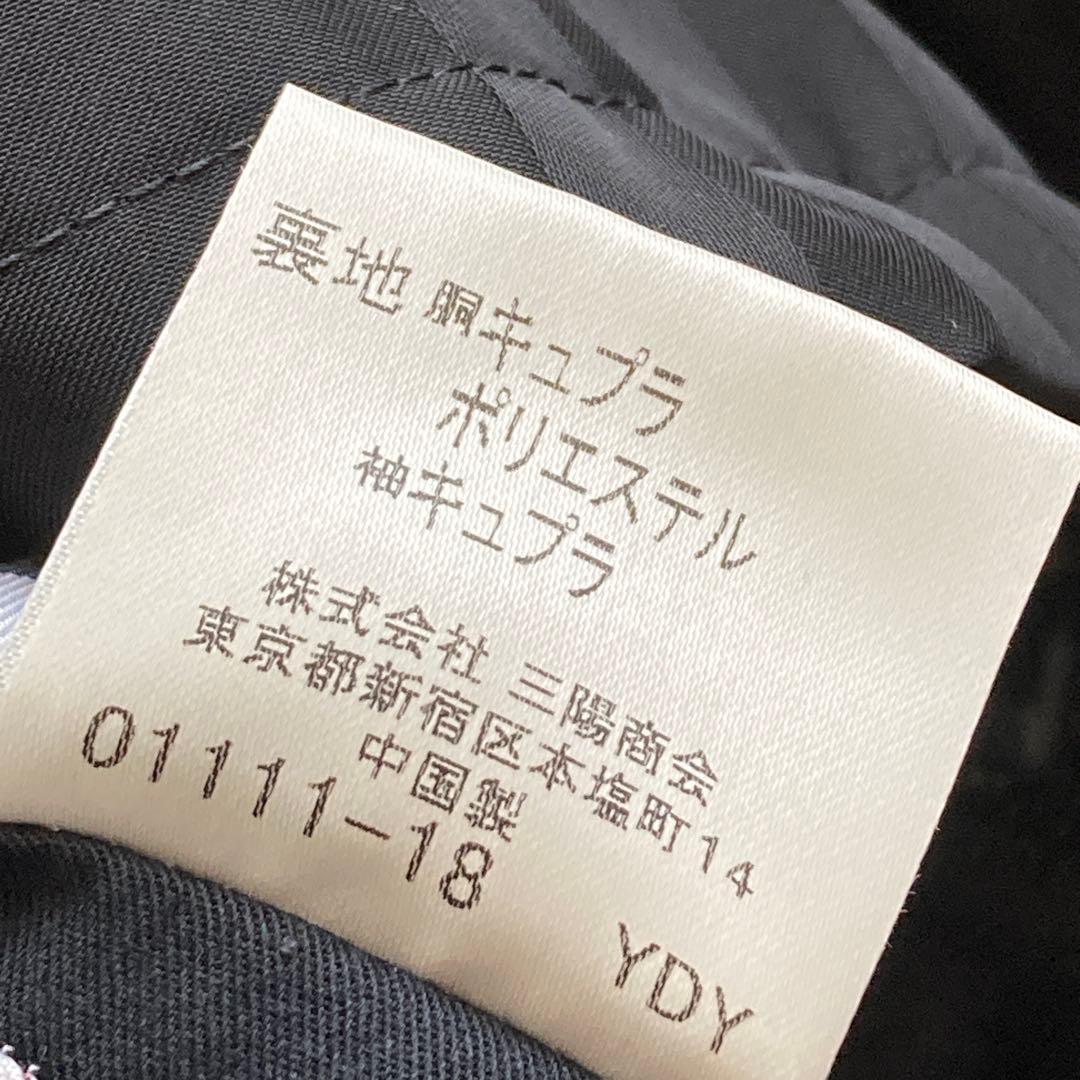 裏地 胴キュプラ
ポリエステル
袖キュプラ
株式会社 三陽商会
東京都新宿区本塩町14
中国製
01111-18
YDY